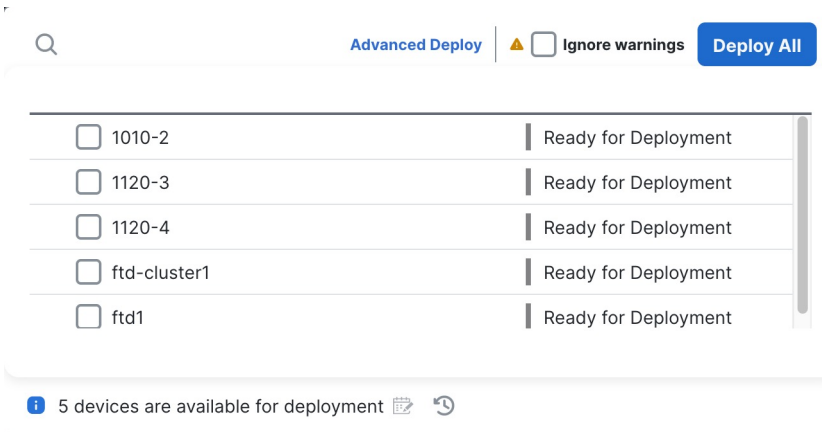 Advanced Deploy Ignore warnings Deploy All
1010-2 Ready for Deployment
1120-3 Ready for Deployment
1120-4 Ready for Deployment
ftd-cluster1 Ready for Deployment
ftd1 Ready for Deployment
5 devices are available for deployment